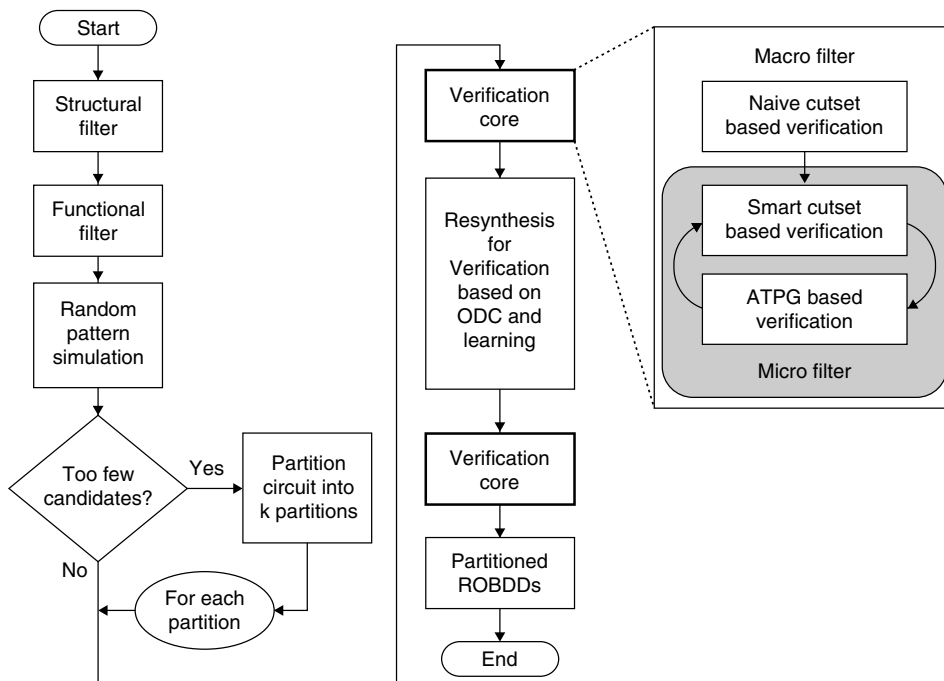 Start
Structural
filter
Functional
filter
Random
pattern
simulation
Too few
candidates?
Yes
No
Partition
circuit into
k partitions
For each
partition
Verification
core
Resynthesis
for
Verification
based on
ODC and
learning
Verification
core
Partitioned
ROBDDs
End
Macro filter
Naive cutset
based verification
Smart cutset
based verification
ATPG based
verification
Micro filter